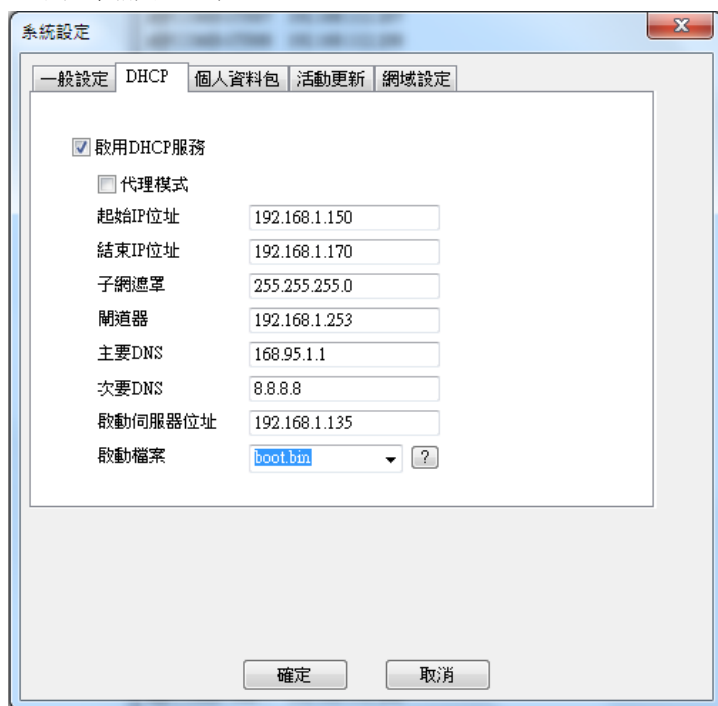 系統設定
一般設定 DHCP 個人資料包 活動更新 網域設定
啟用DHCP服務
代理模式
起始IP位址 192.168.1.150
結束IP位址 192.168.1.170
子網遮罩 255.255.255.0
閘道器 192.168.1.253
主要DNS 168.95.1.1
次要DNS 8.8.8.8
啟動伺服器位址 192.168.1.135
啟動檔案 boot.bin ?
確定 取消